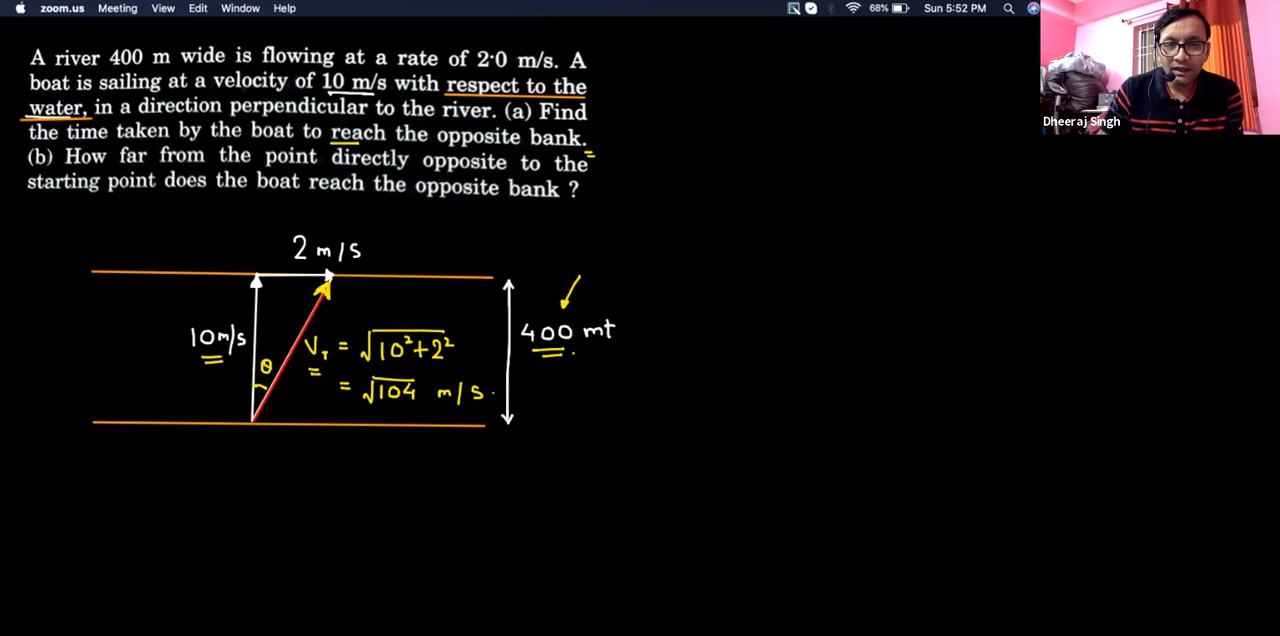 zoom.us Meeting View Edit Window Help 68% Sun 5:52 PM
A river 400 m wide is flowing at a rate of 2·0 m/s. A
boat is sailing at a velocity of 10 m/s with respect to the
water, in a direction perpendicular to the river. (a) Find
the time taken by the boat to reach the opposite bank.
(b) How far from the point directly opposite to the
starting point does the boat reach the opposite bank ?
Dheeraj Singh
2 m/s
10m/s
θ
Vr = √10²+2²
= √104 m/s.
400 mt